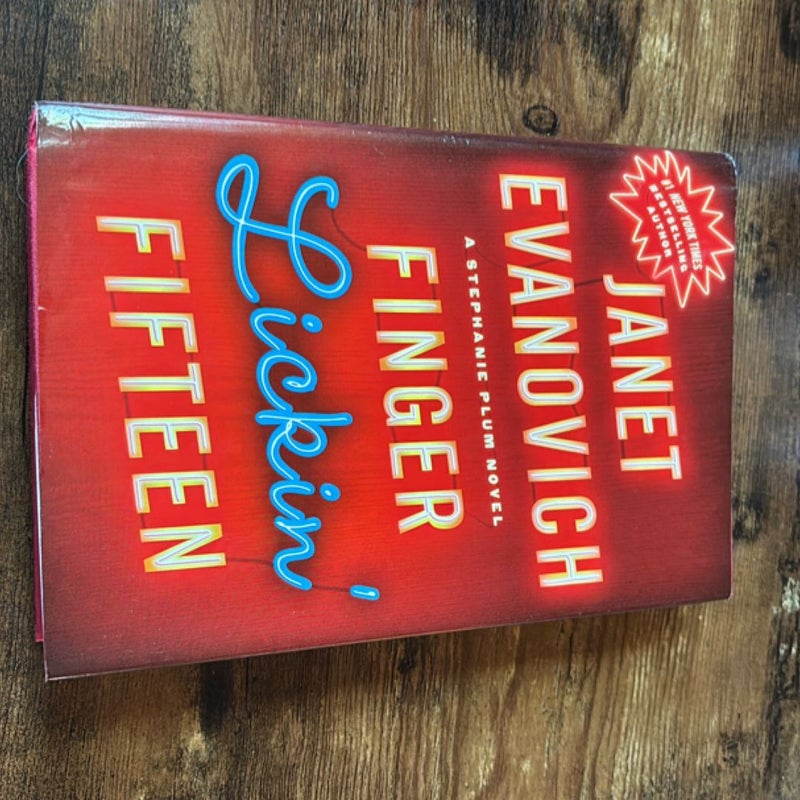 #1 NEW YORK TIMES
BESTSELLING
AUTHOR
JANET
EVANOVICH
A STEPHANIE PLUM NOVEL
FINGER
Lickin'
FIFTEEN